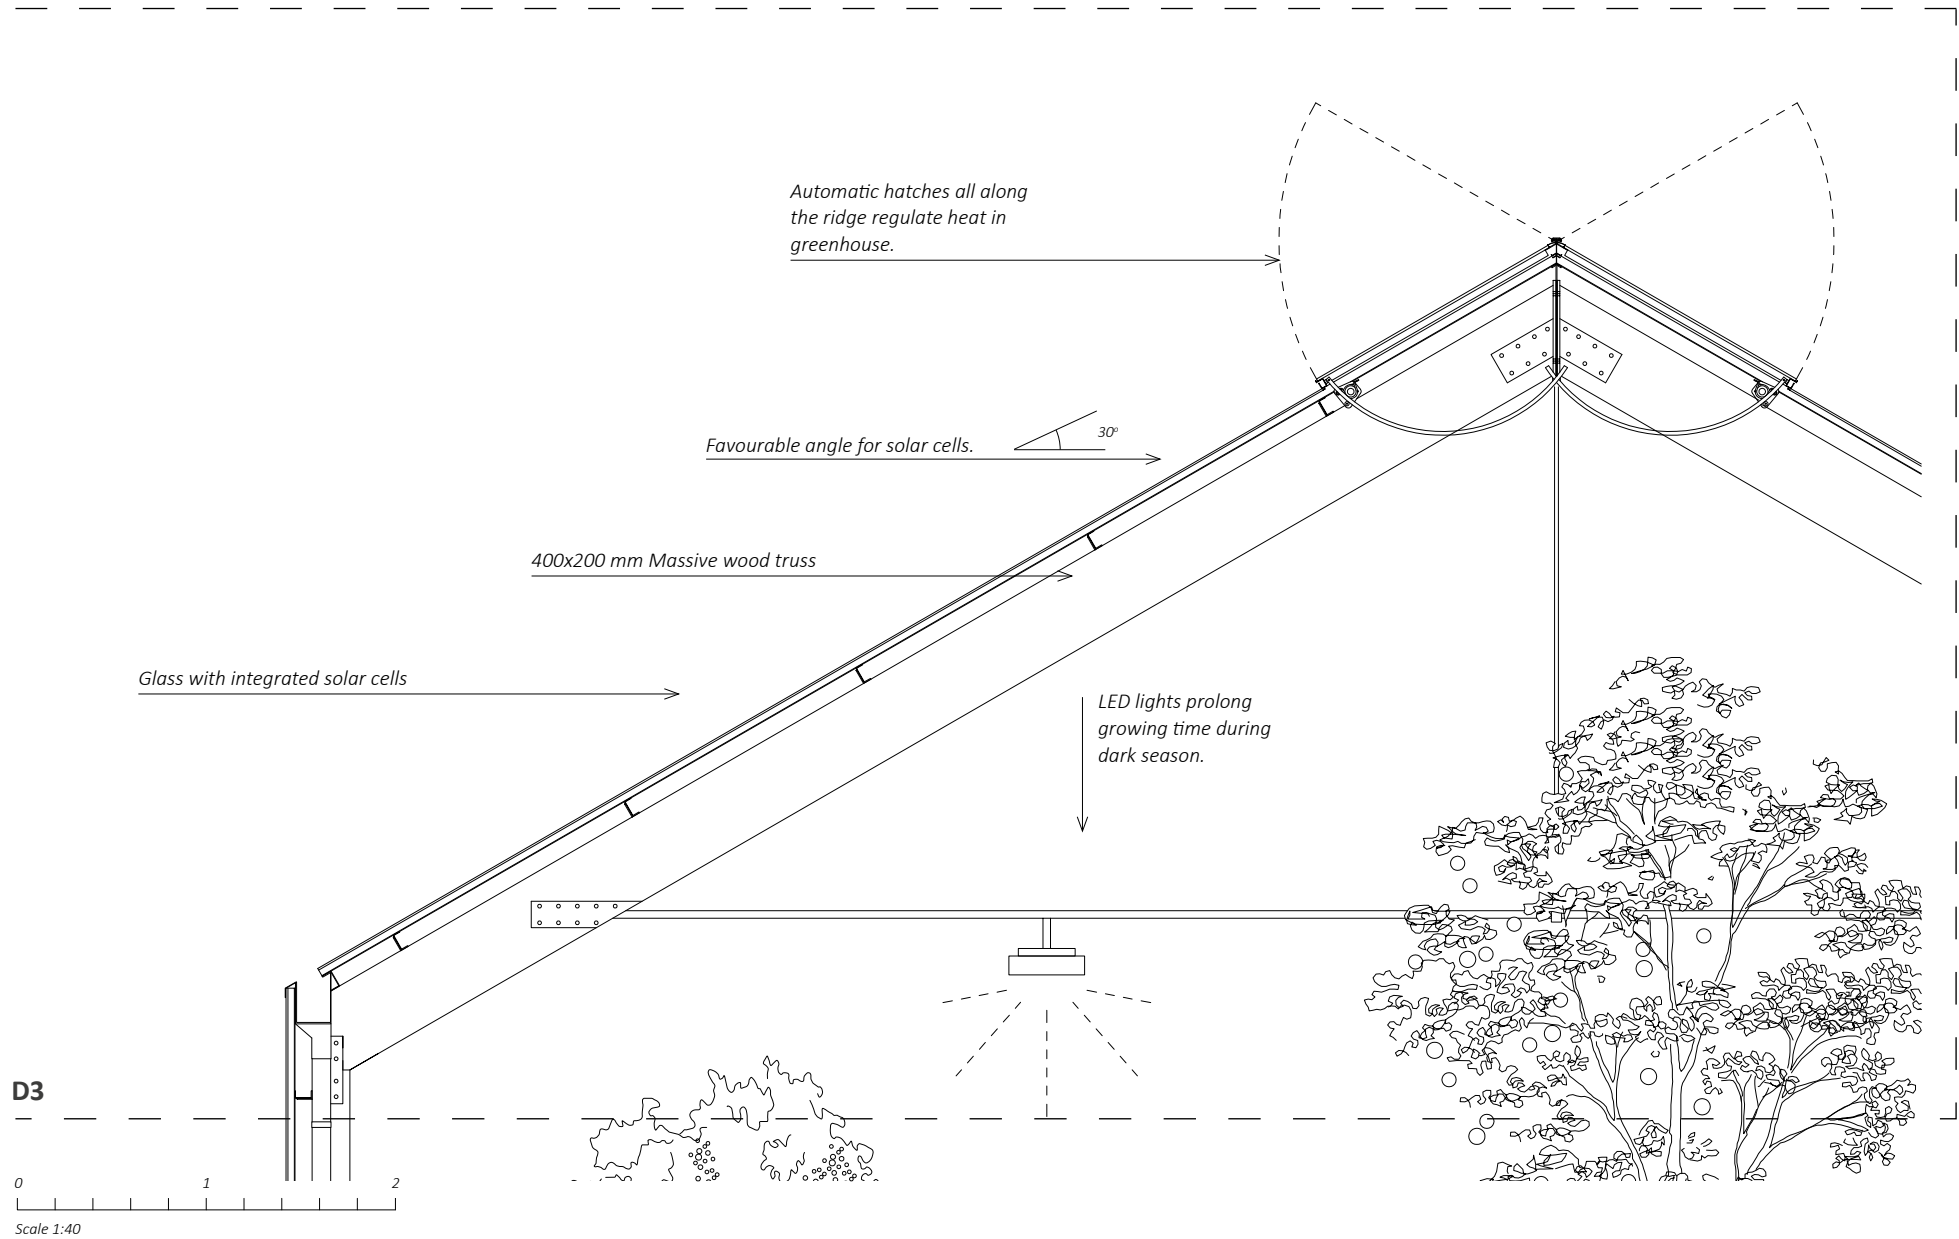 Automatic hatches all along
the ridge regulate heat in
greenhouse.
Favourable angle for solar cells.
30°
400x200 mm Massive wood truss
Glass with integrated solar cells
LED lights prolong
growing time during
dark season.
D3
0 1 2
Scale 1:40